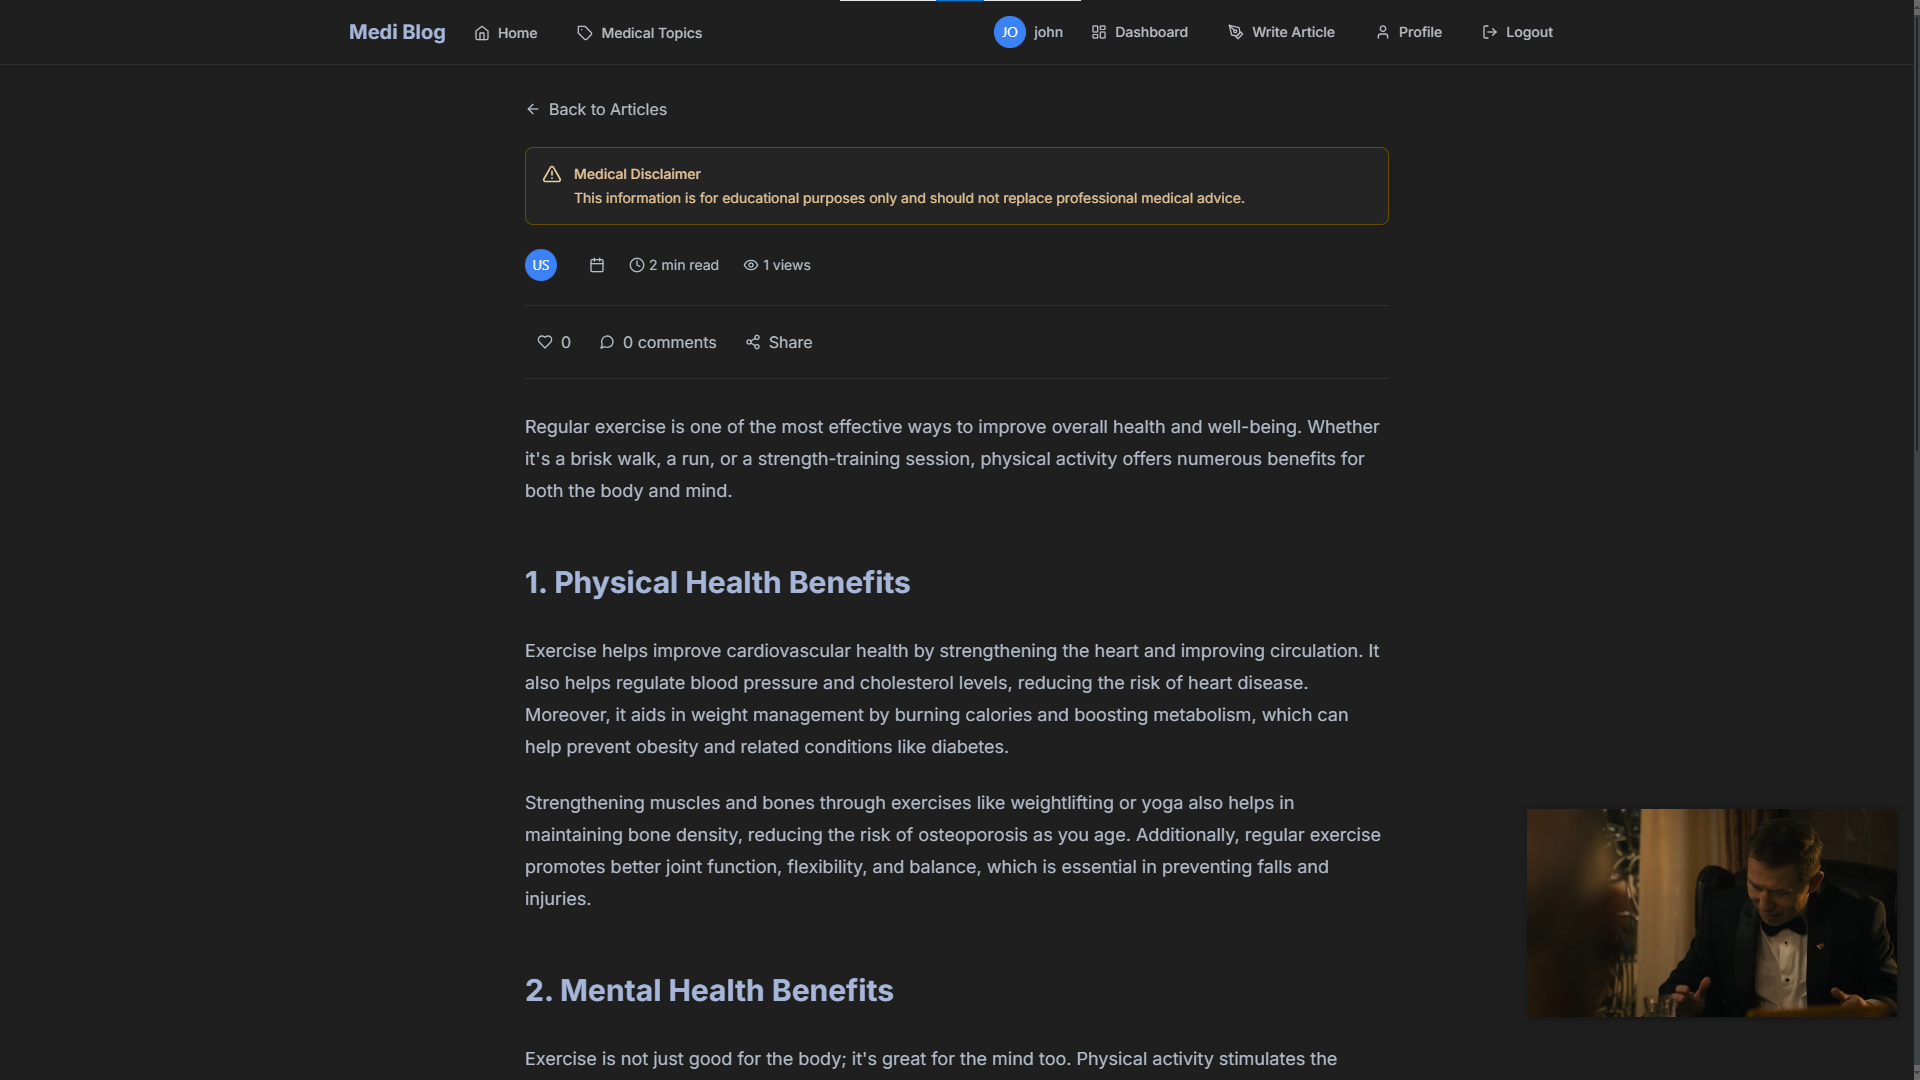 Medi Blog
Home
Medical Topics
JO
john
Dashboard
Write Article
Profile
Logout
Back to Articles
Medical Disclaimer
This information is for educational purposes only and should not replace professional medical advice.
US
2 min read
1 views
0
0 comments
Share
Regular exercise is one of the most effective ways to improve overall health and well-being. Whether
it's a brisk walk, a run, or a strength-training session, physical activity offers numerous benefits for
both the body and mind.
1. Physical Health Benefits
Exercise helps improve cardiovascular health by strengthening the heart and improving circulation. It
also helps regulate blood pressure and cholesterol levels, reducing the risk of heart disease.
Moreover, it aids in weight management by burning calories and boosting metabolism, which can
help prevent obesity and related conditions like diabetes.
Strengthening muscles and bones through exercises like weightlifting or yoga also helps in
maintaining bone density, reducing the risk of osteoporosis as you age. Additionally, regular exercise
promotes better joint function, flexibility, and balance, which is essential in preventing falls and
injuries.
2. Mental Health Benefits
Exercise is not just good for the body; it's great for the mind too. Physical activity stimulates the